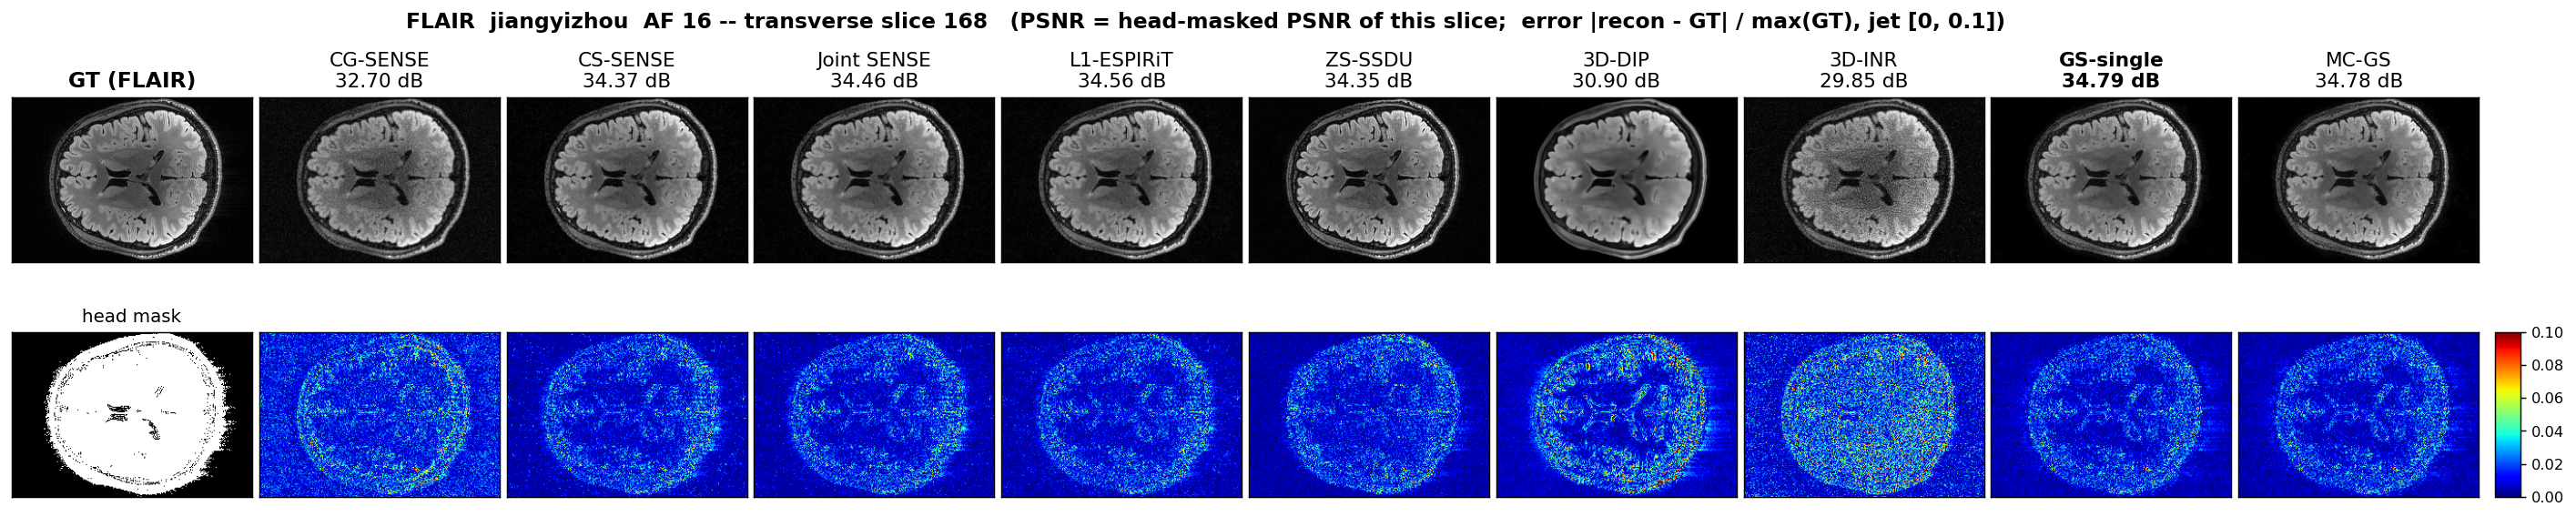 FLAIR  jiangyizhou  AF 16 -- transverse slice 168   (PSNR = head-masked PSNR of this slice;  error |recon - GT| / max(GT), jet [0, 0.1])
GT (FLAIR)
CG-SENSE
32.70 dB
CS-SENSE
34.37 dB
Joint SENSE
34.46 dB
L1-ESPIRiT
34.56 dB
ZS-SSDU
34.35 dB
3D-DIP
30.90 dB
3D-INR
29.85 dB
GS-single
34.79 dB
MC-GS
34.78 dB
head mask
0.10
0.08
0.06
0.04
0.02
0.00